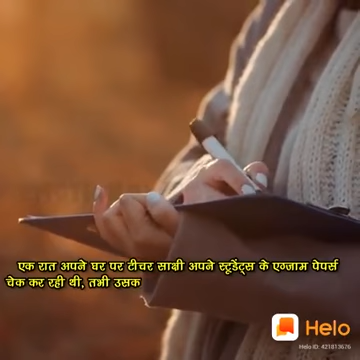 एक रात अपने घर पर टीचर साक्षी अपने स्टूडेंट्स के एग्जाम पेपर्स
चेक कर रही थी, तभी उसक
Helo
Helo ID: 421813676